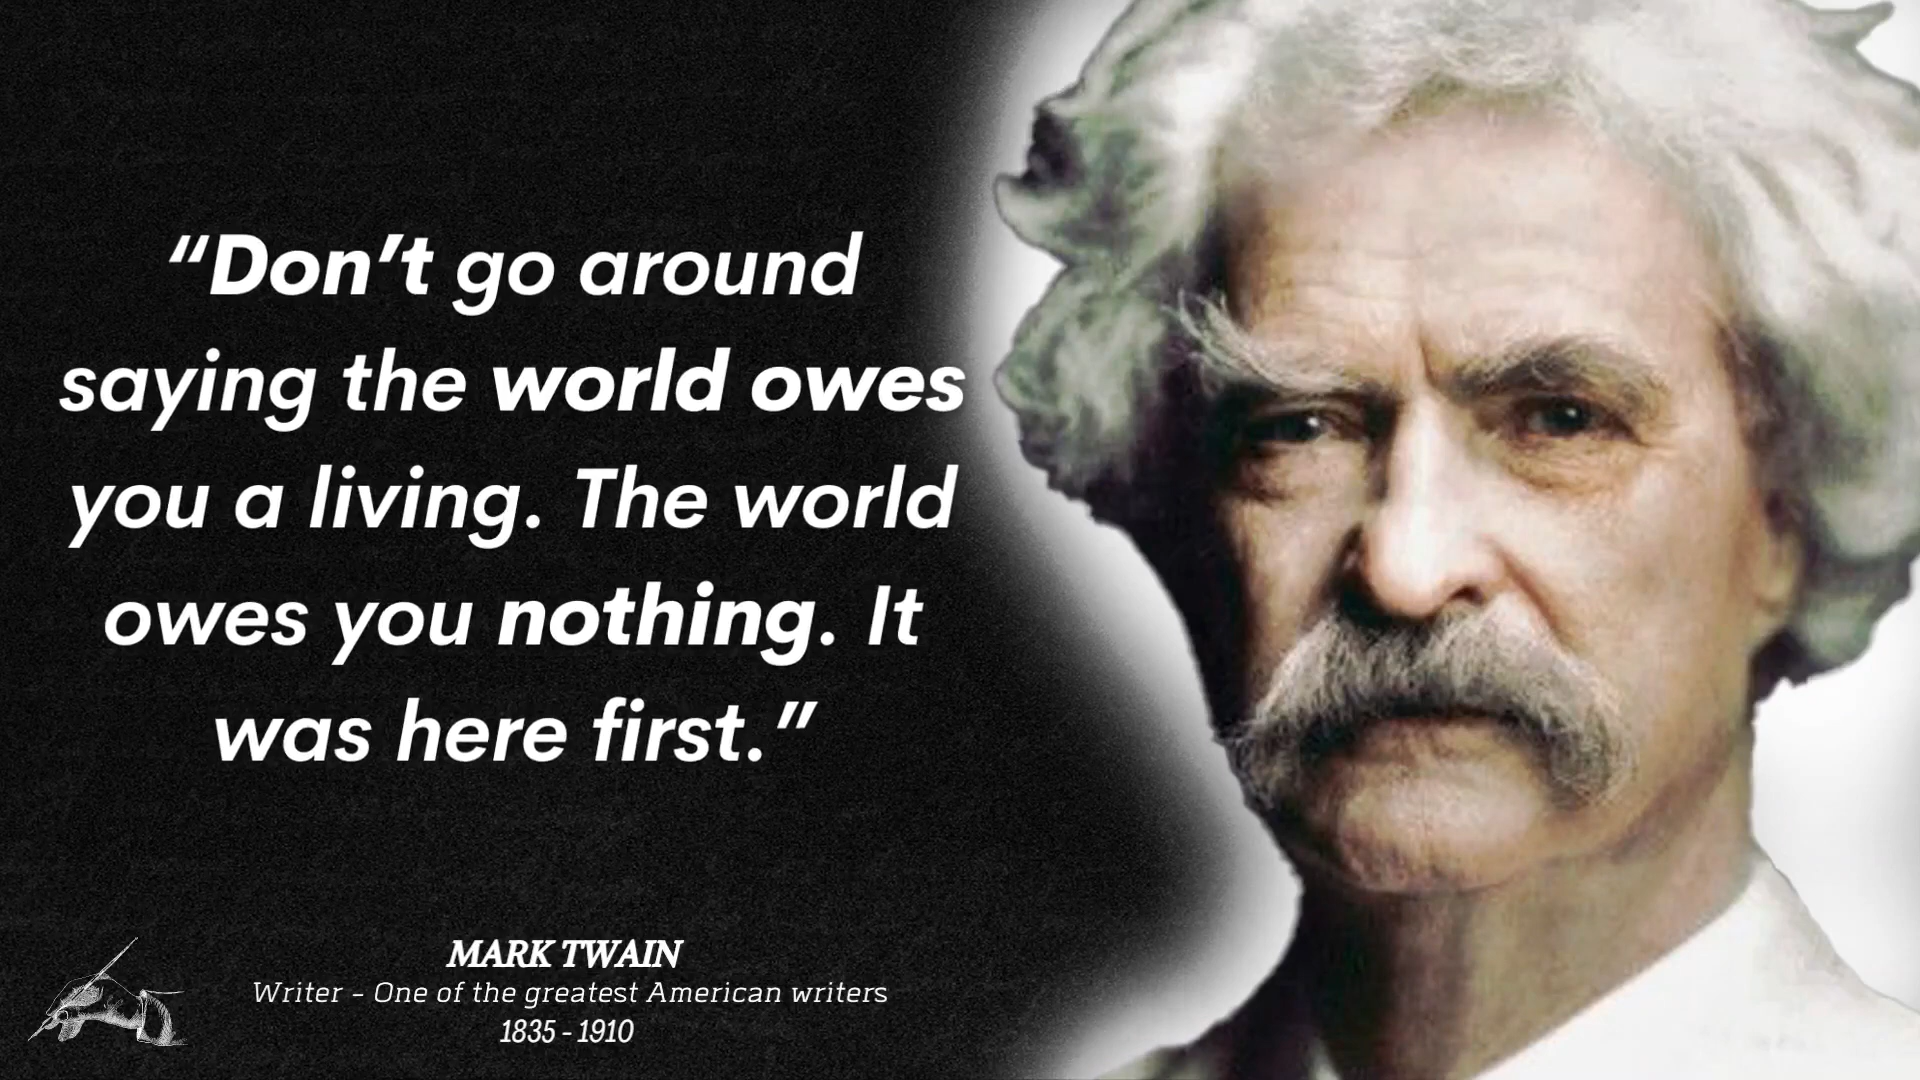 “Don’t go around
saying the world owes
you a living. The world
owes you nothing. It
was here first.”
MARK TWAIN
Writer - One of the greatest American writers
1835 - 1910